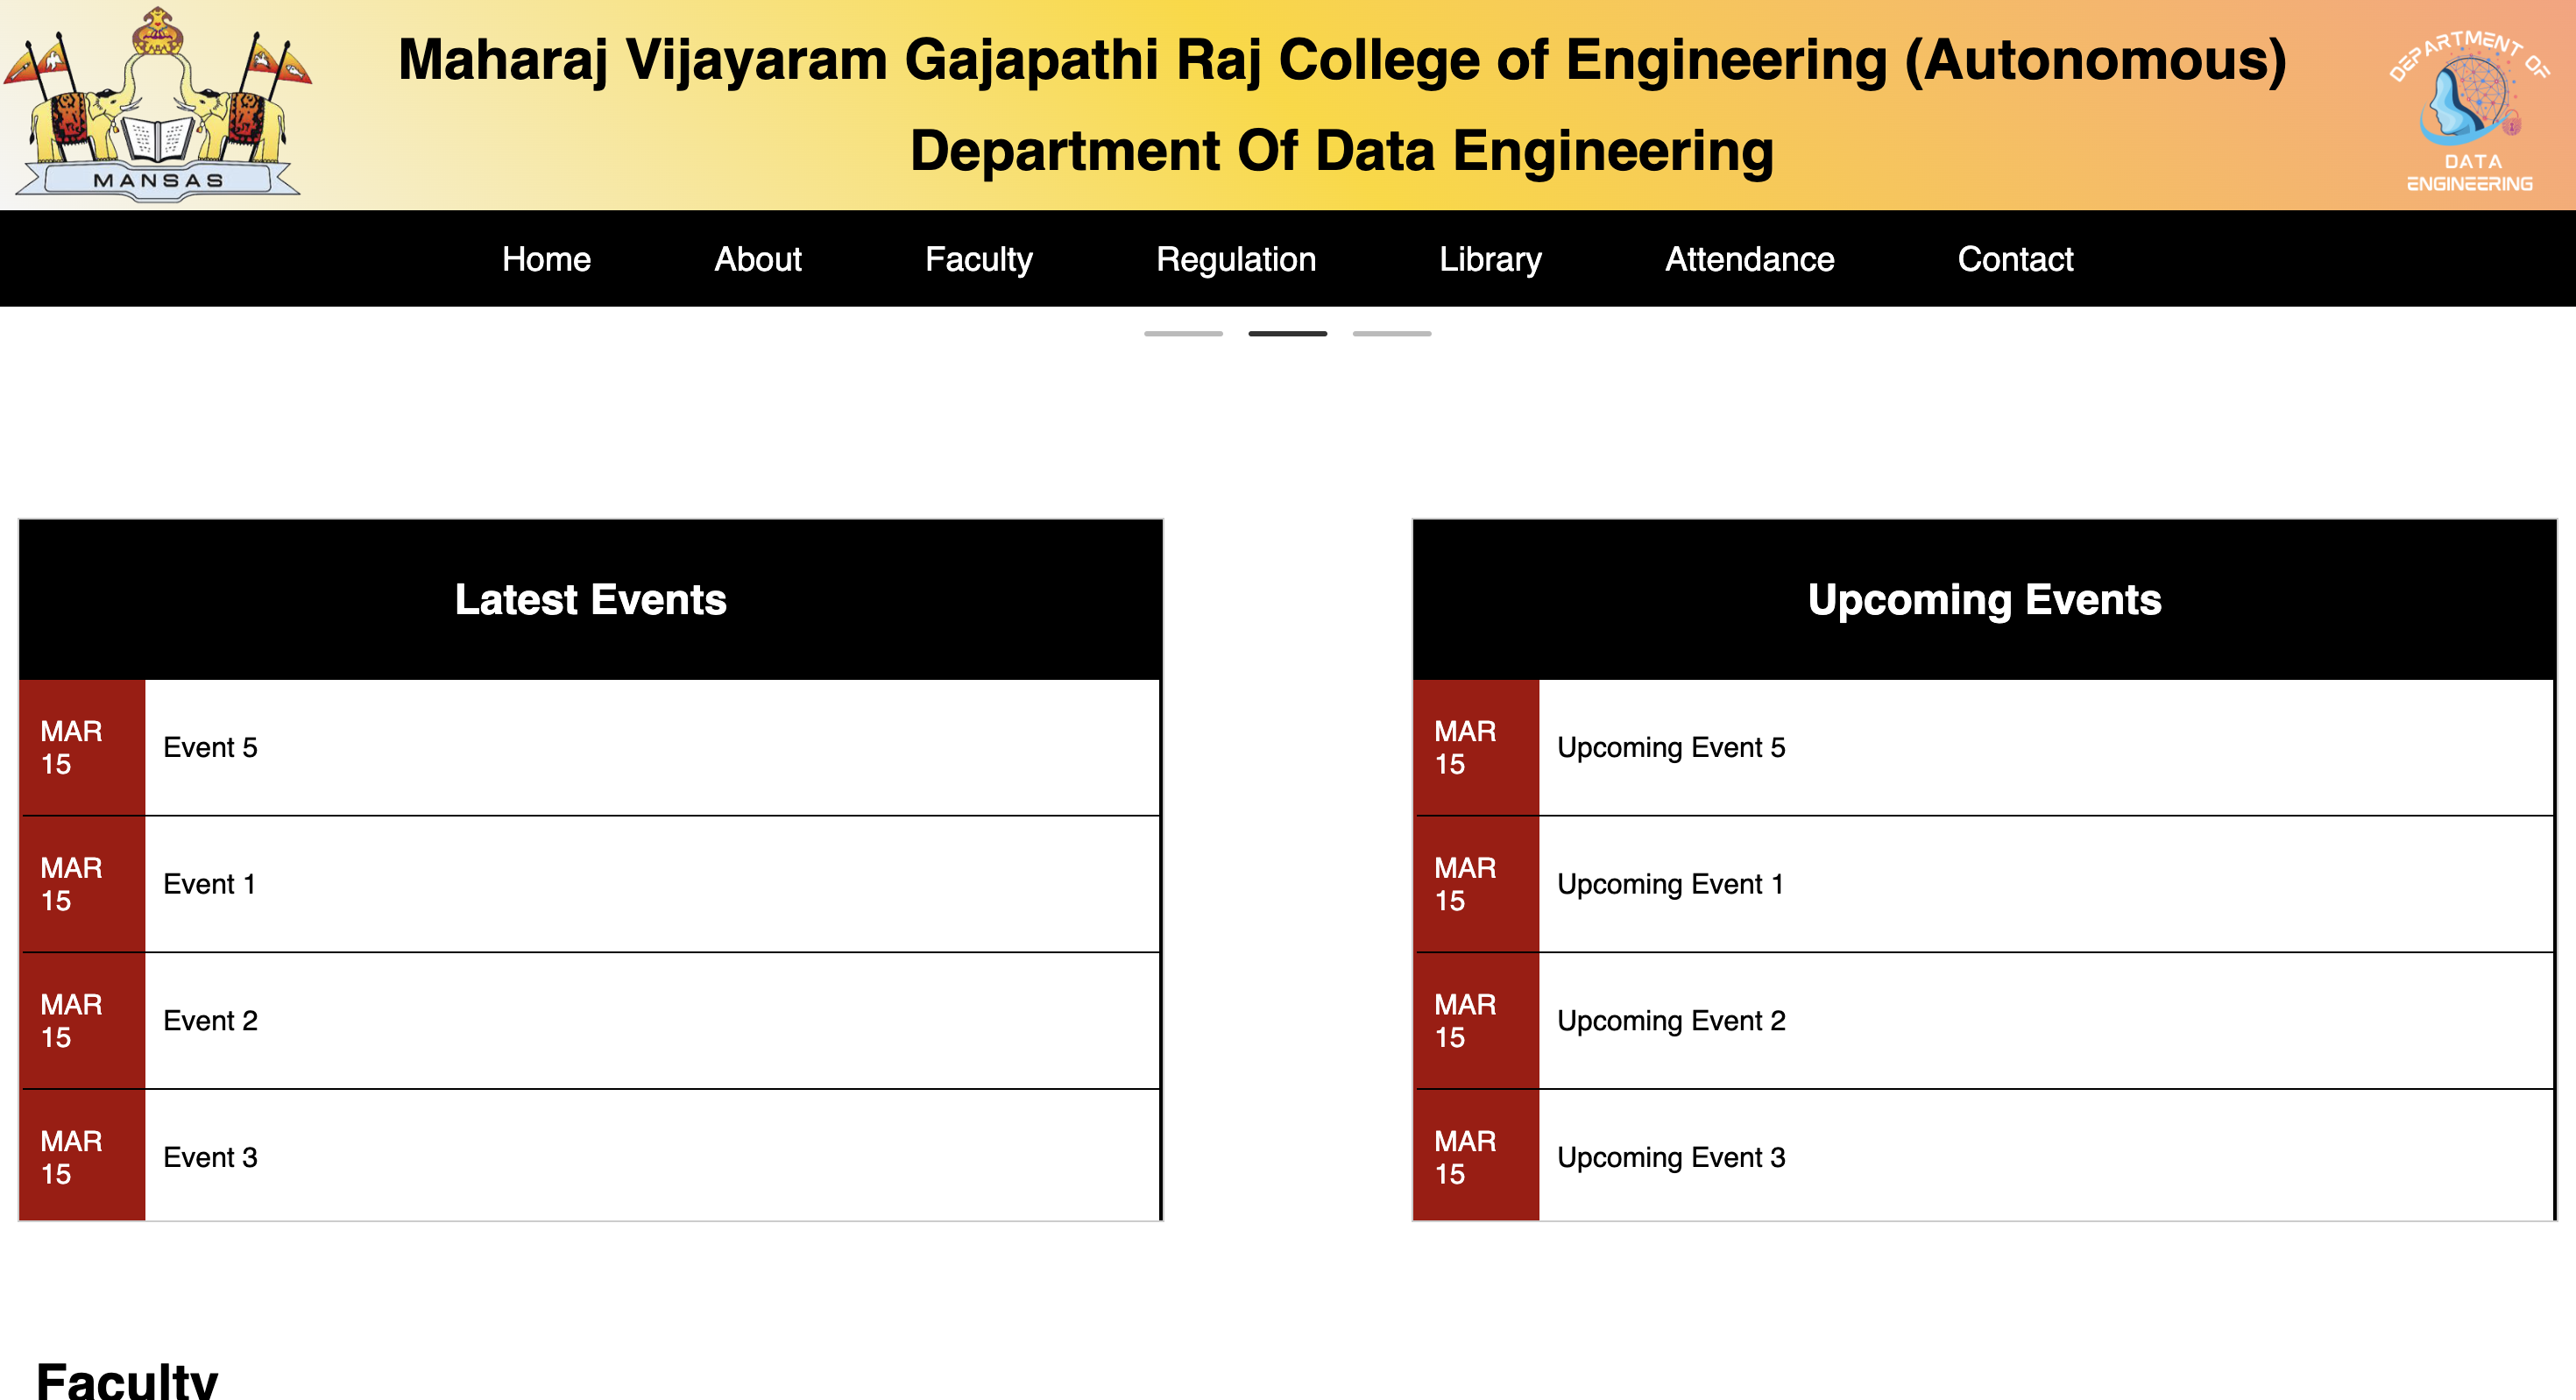 Maharaj Vijayaram Gajapathi Raj College of Engineering (Autonomous)
Department Of Data Engineering
MANSAS
DEPARTMENT OF
DATA
ENGINEERING
Home About Faculty Regulation Library Attendance Contact
Latest Events
MAR
15
Event 5
MAR
15
Event 1
MAR
15
Event 2
MAR
15
Event 3
Upcoming Events
MAR
15
Upcoming Event 5
MAR
15
Upcoming Event 1
MAR
15
Upcoming Event 2
MAR
15
Upcoming Event 3
Faculty